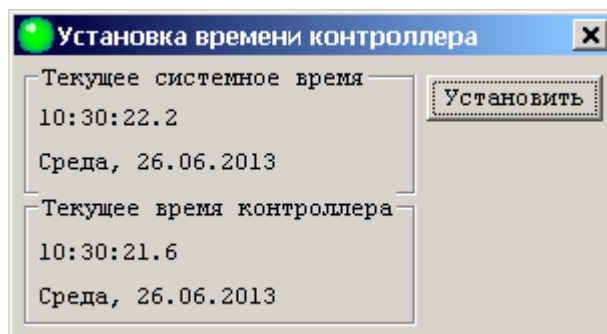 Установка времени контроллера
Текущее системное время
Установить
10:30:22.2
Среда, 26.06.2013
Текущее время контроллера
10:30:21.6
Среда, 26.06.2013